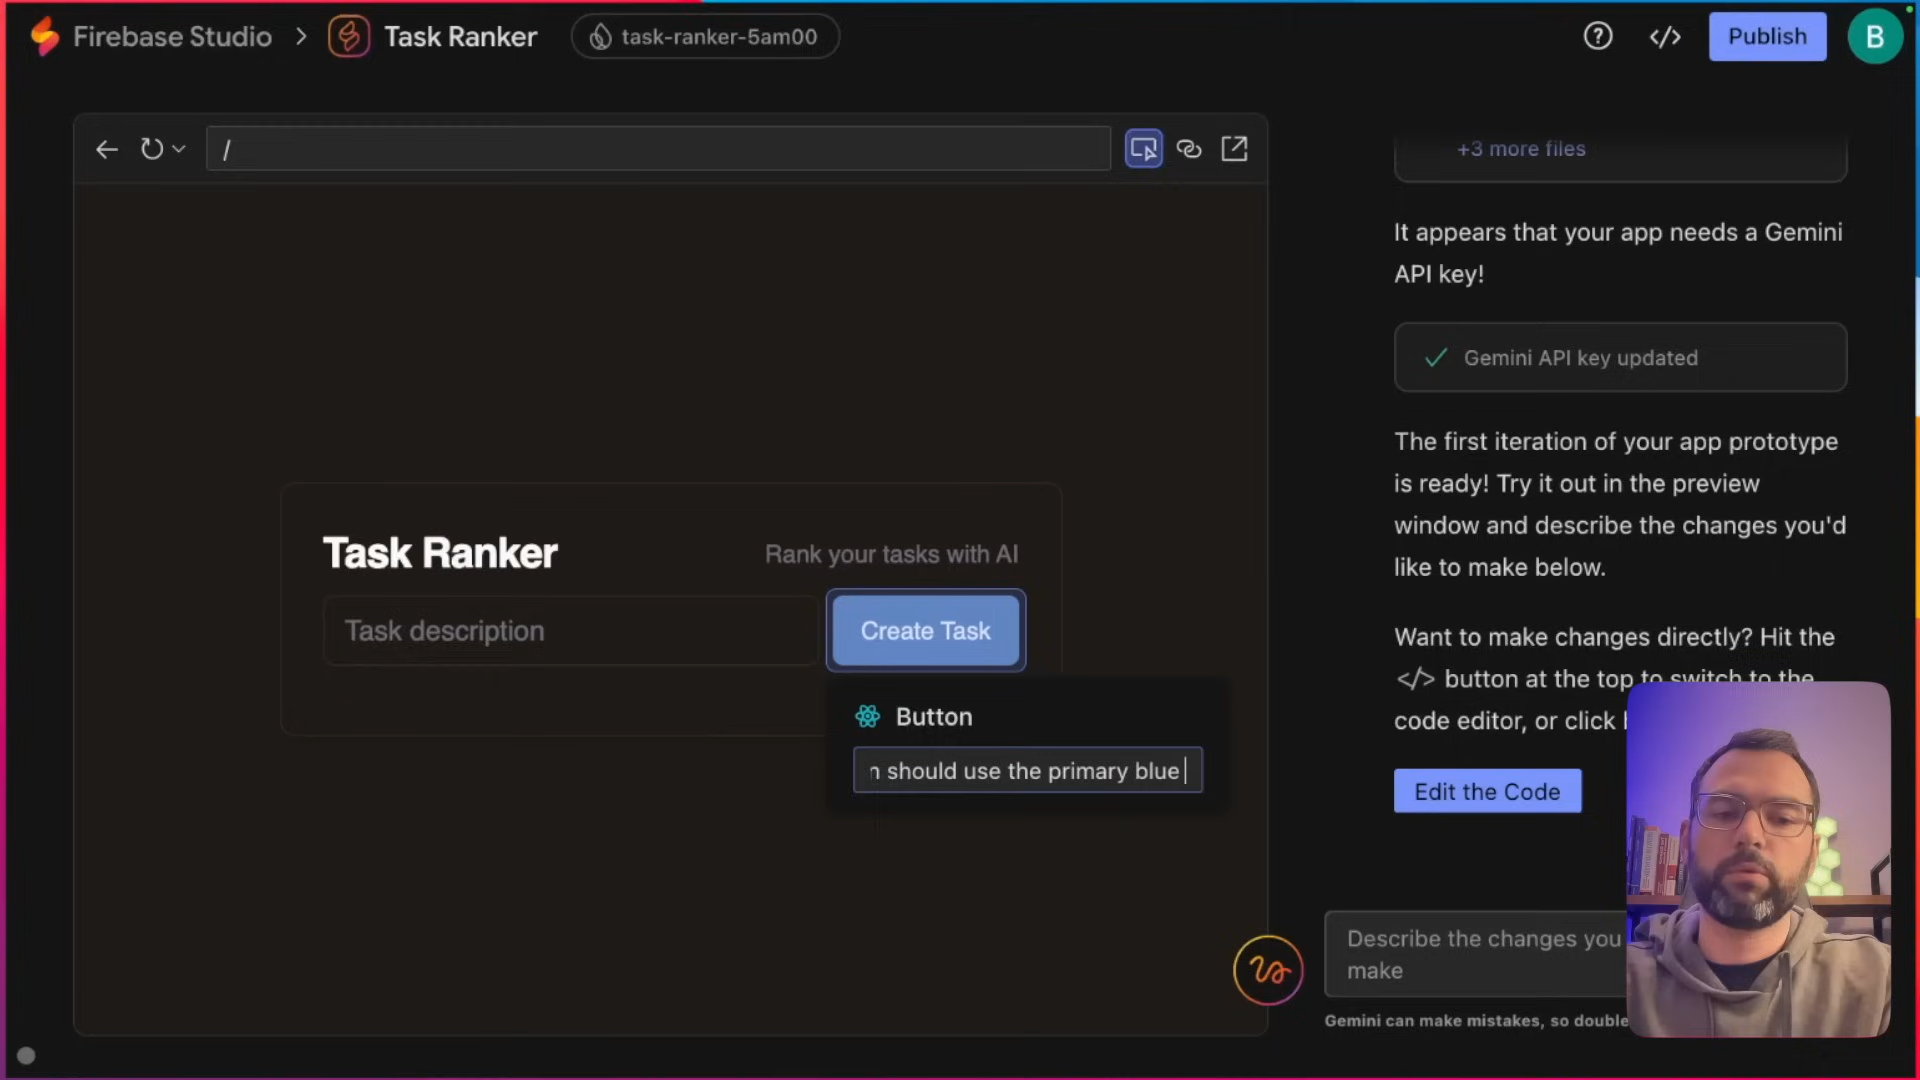 Firebase Studio > Task Ranker task-ranker-5am00
Publish
B
/
+3 more files
It appears that your app needs a Gemini
API key!
Gemini API key updated
The first iteration of your app prototype
is ready! Try it out in the preview
window and describe the changes you'd
like to make below.
Want to make changes directly? Hit the
</> button at the top to switch to the
code editor, or click
Edit the Code
Task Ranker
Rank your tasks with AI
Task description
Create Task
Button
n should use the primary blue
Describe the changes you
make
Gemini can make mistakes, so double